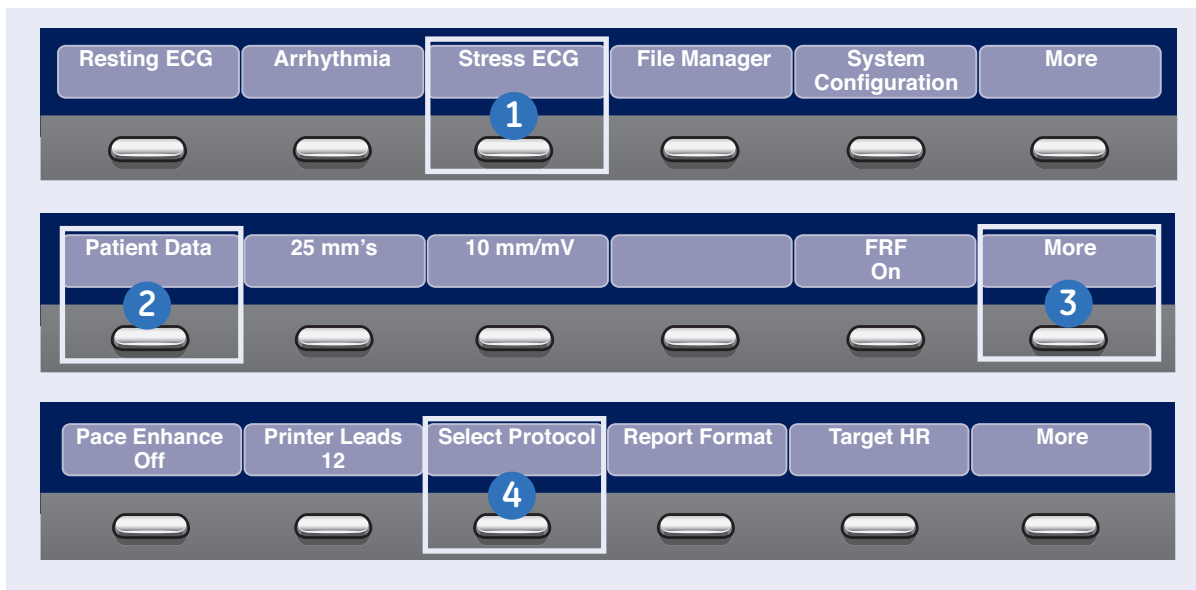 Resting ECG
Arrhythmia
Stress ECG
File Manager
System
Configuration
More
1
Patient Data
25 mm's
10 mm/mV
FRF
On
More
2
3
Pace Enhance
Off
Printer Leads
12
Select Protocol
Report Format
Target HR
More
4